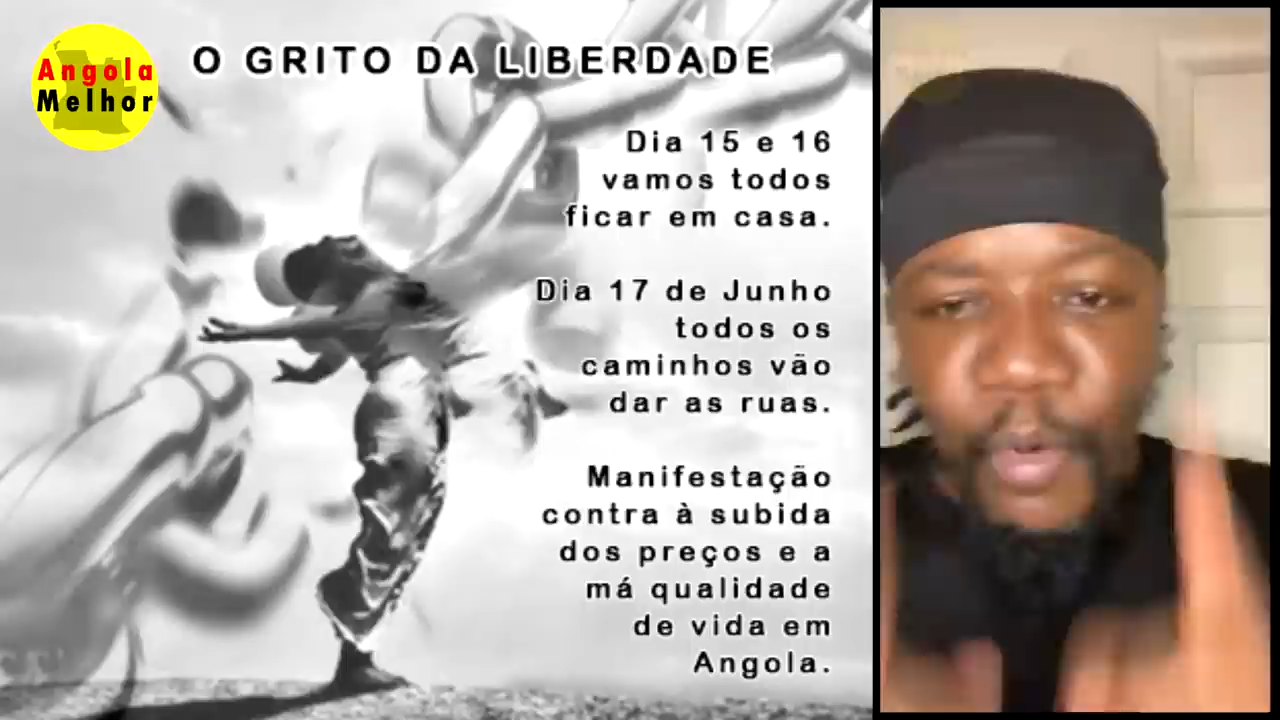 Angola
Melhor
O GRITO DA LIBERDADE
Dia 15 e 16
vamos todos
ficar em casa.
Dia 17 de Junho
todos os
caminhos vão
dar as ruas.
Manifestação
contra à subida
dos preços e a
má qualidade
de vida em
Angola.